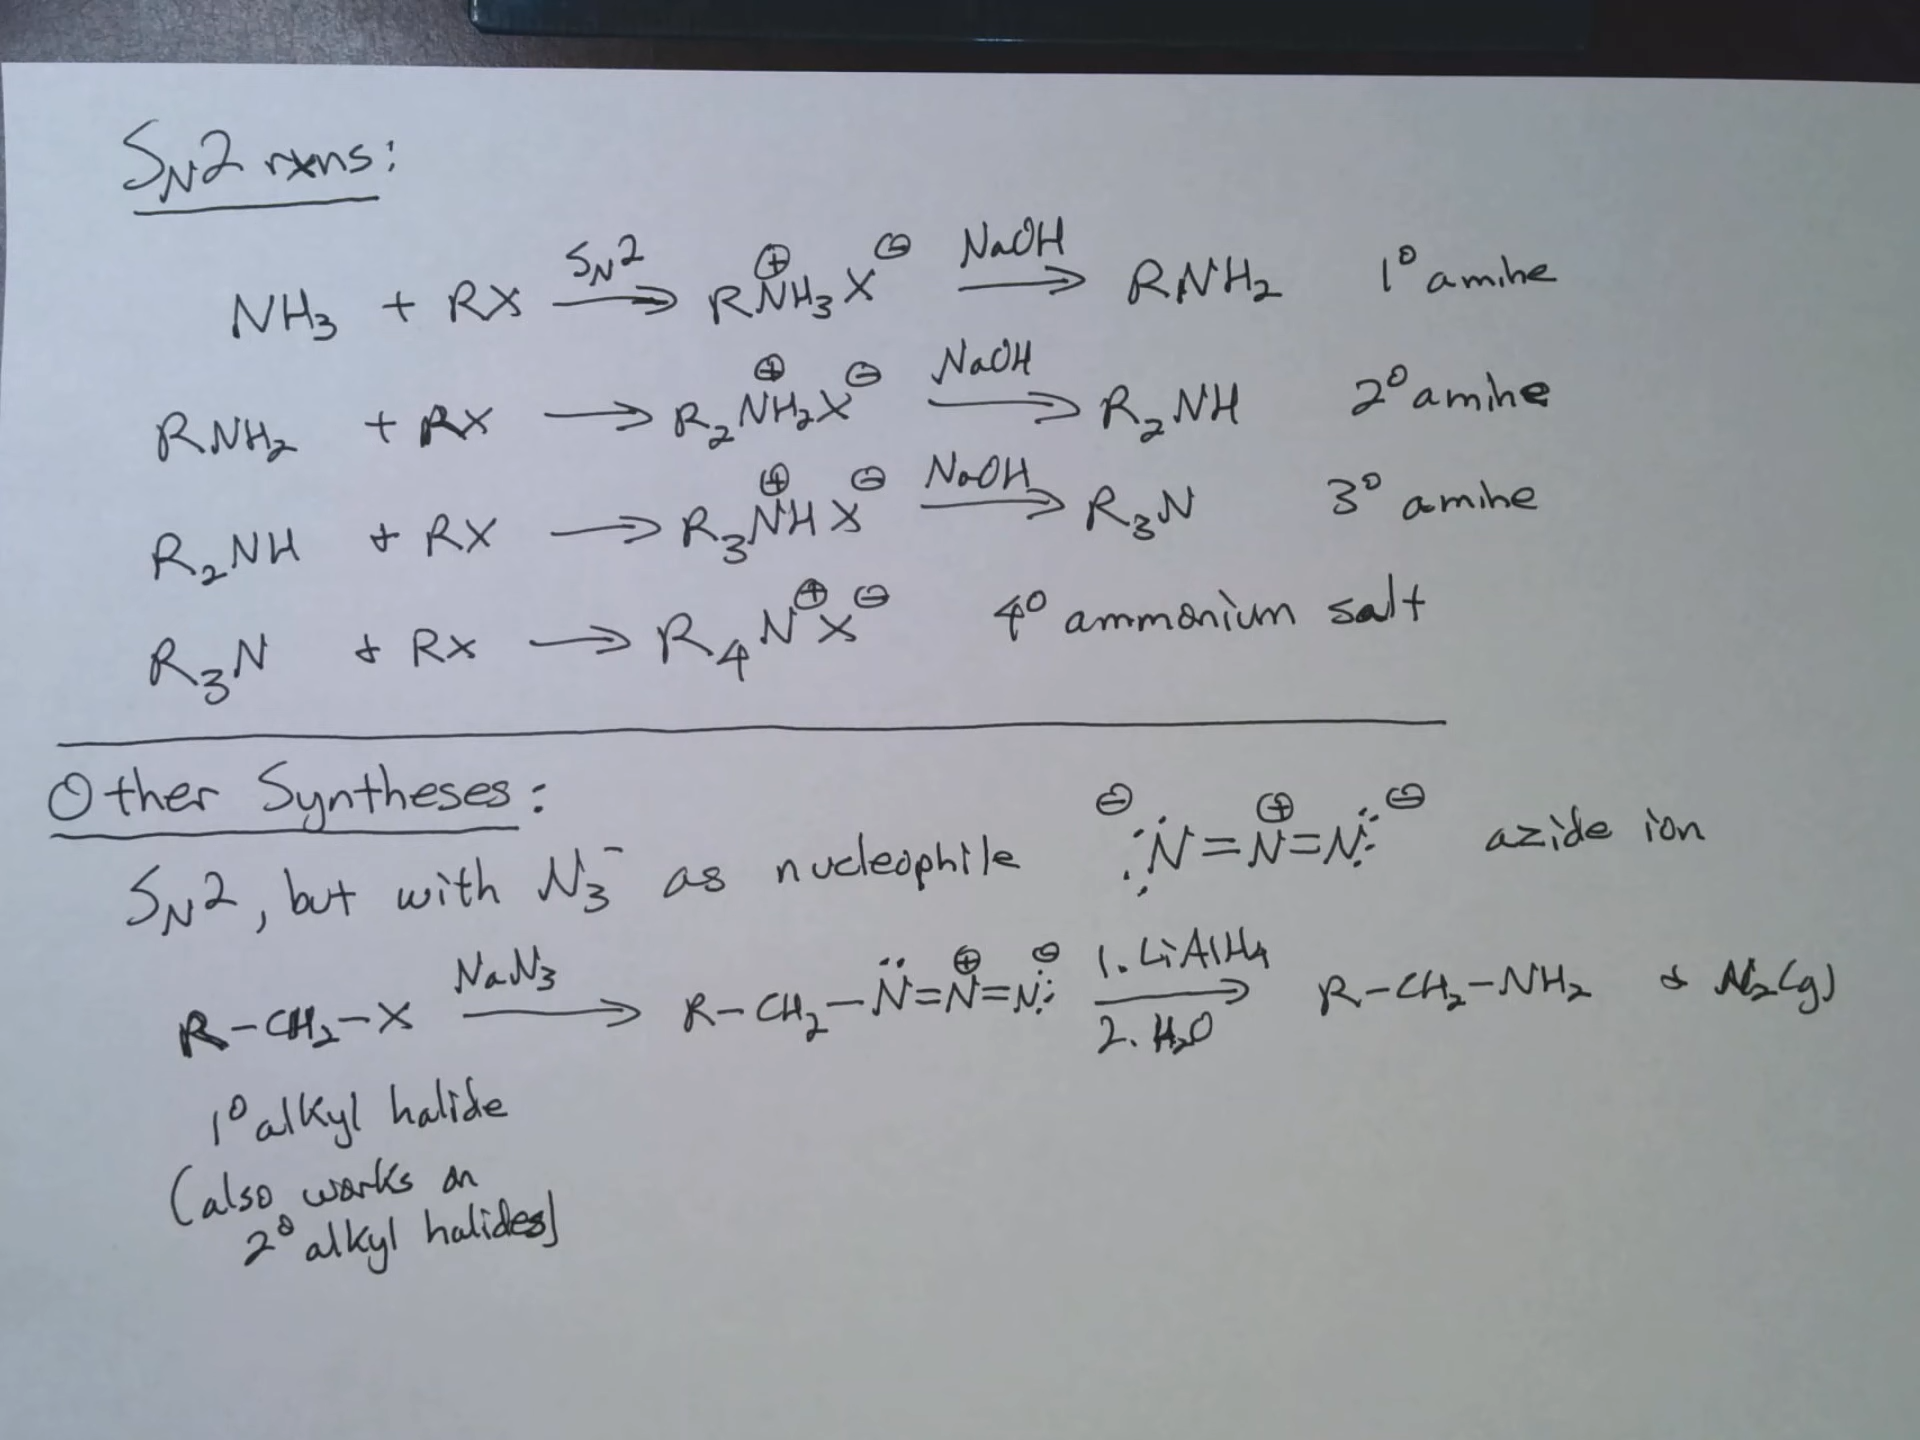 SN2 rxns:
NH₃ + RX →(SN2) RNH₃⊕ X⊖ →(NaOH) RNH₂ 1° amine
RNH₂ + RX → R₂NH₂⊕ X⊖ →(NaOH) R₂NH 2° amine
R₂NH + RX → R₃NH⊕ X⊖ →(NaOH) R₃N 3° amine
R₃N + RX → R₄N⊕ X⊖ 4° ammonium salt
Other Syntheses:
SN2, but with N₃⁻ as nucleophile ⊖:N̈=N⊕=N̈:⊖ azide ion
R-CH₂-X →(NaN₃) R-CH₂-N̈=N⊕=N̈:⊖ →(1. LiAlH₄ 2. H₂O) R-CH₂-NH₂ + N₂(g)
1° alkyl halide
(also works on
2° alkyl halides)